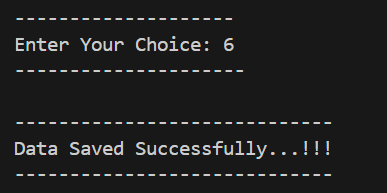 --------------------
Enter Your Choice: 6
---------------------
-----------------------------
Data Saved Successfully...!!!
-----------------------------